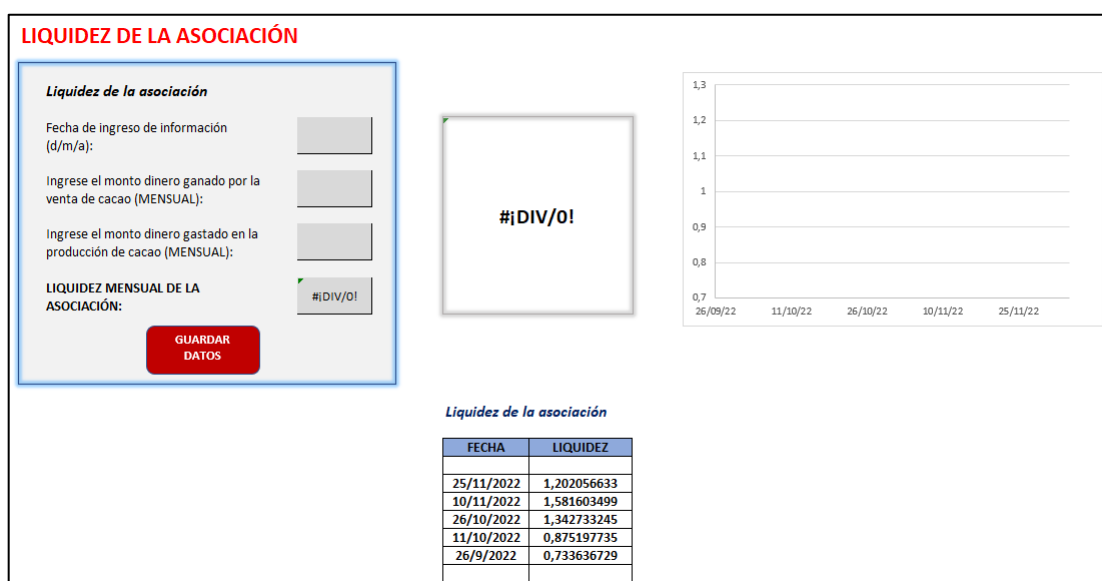 LIQUIDEZ DE LA ASOCIACIÓN
Liquidez de la asociación
Fecha de ingreso de información
(d/m/a):
Ingrese el monto dinero ganado por la
venta de cacao (MENSUAL):
Ingrese el monto dinero gastado en la
producción de cacao (MENSUAL):
LIQUIDEZ MENSUAL DE LA
ASOCIACIÓN:
#¡DIV/0!
GUARDAR
DATOS
#¡DIV/0!
1,3
1,2
1,1
1
0,9
0,8
0,7
26/09/22 11/10/22 26/10/22 10/11/22 25/11/22
Liquidez de la asociación
FECHA LIQUIDEZ
25/11/2022 1,202056633
10/11/2022 1,581603499
26/10/2022 1,342733245
11/10/2022 0,875197735
26/9/2022 0,733636729